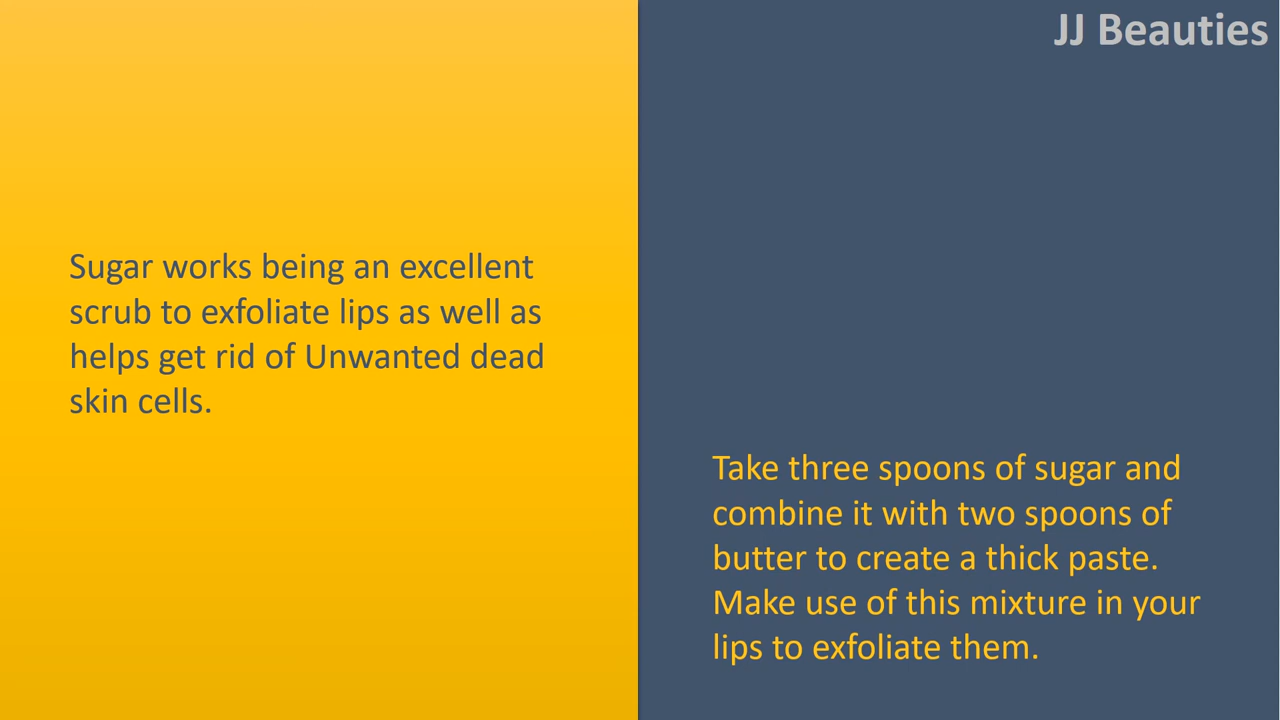 JJ Beauties
Sugar works being an excellent
scrub to exfoliate lips as well as
helps get rid of Unwanted dead
skin cells.
Take three spoons of sugar and
combine it with two spoons of
butter to create a thick paste.
Make use of this mixture in your
lips to exfoliate them.